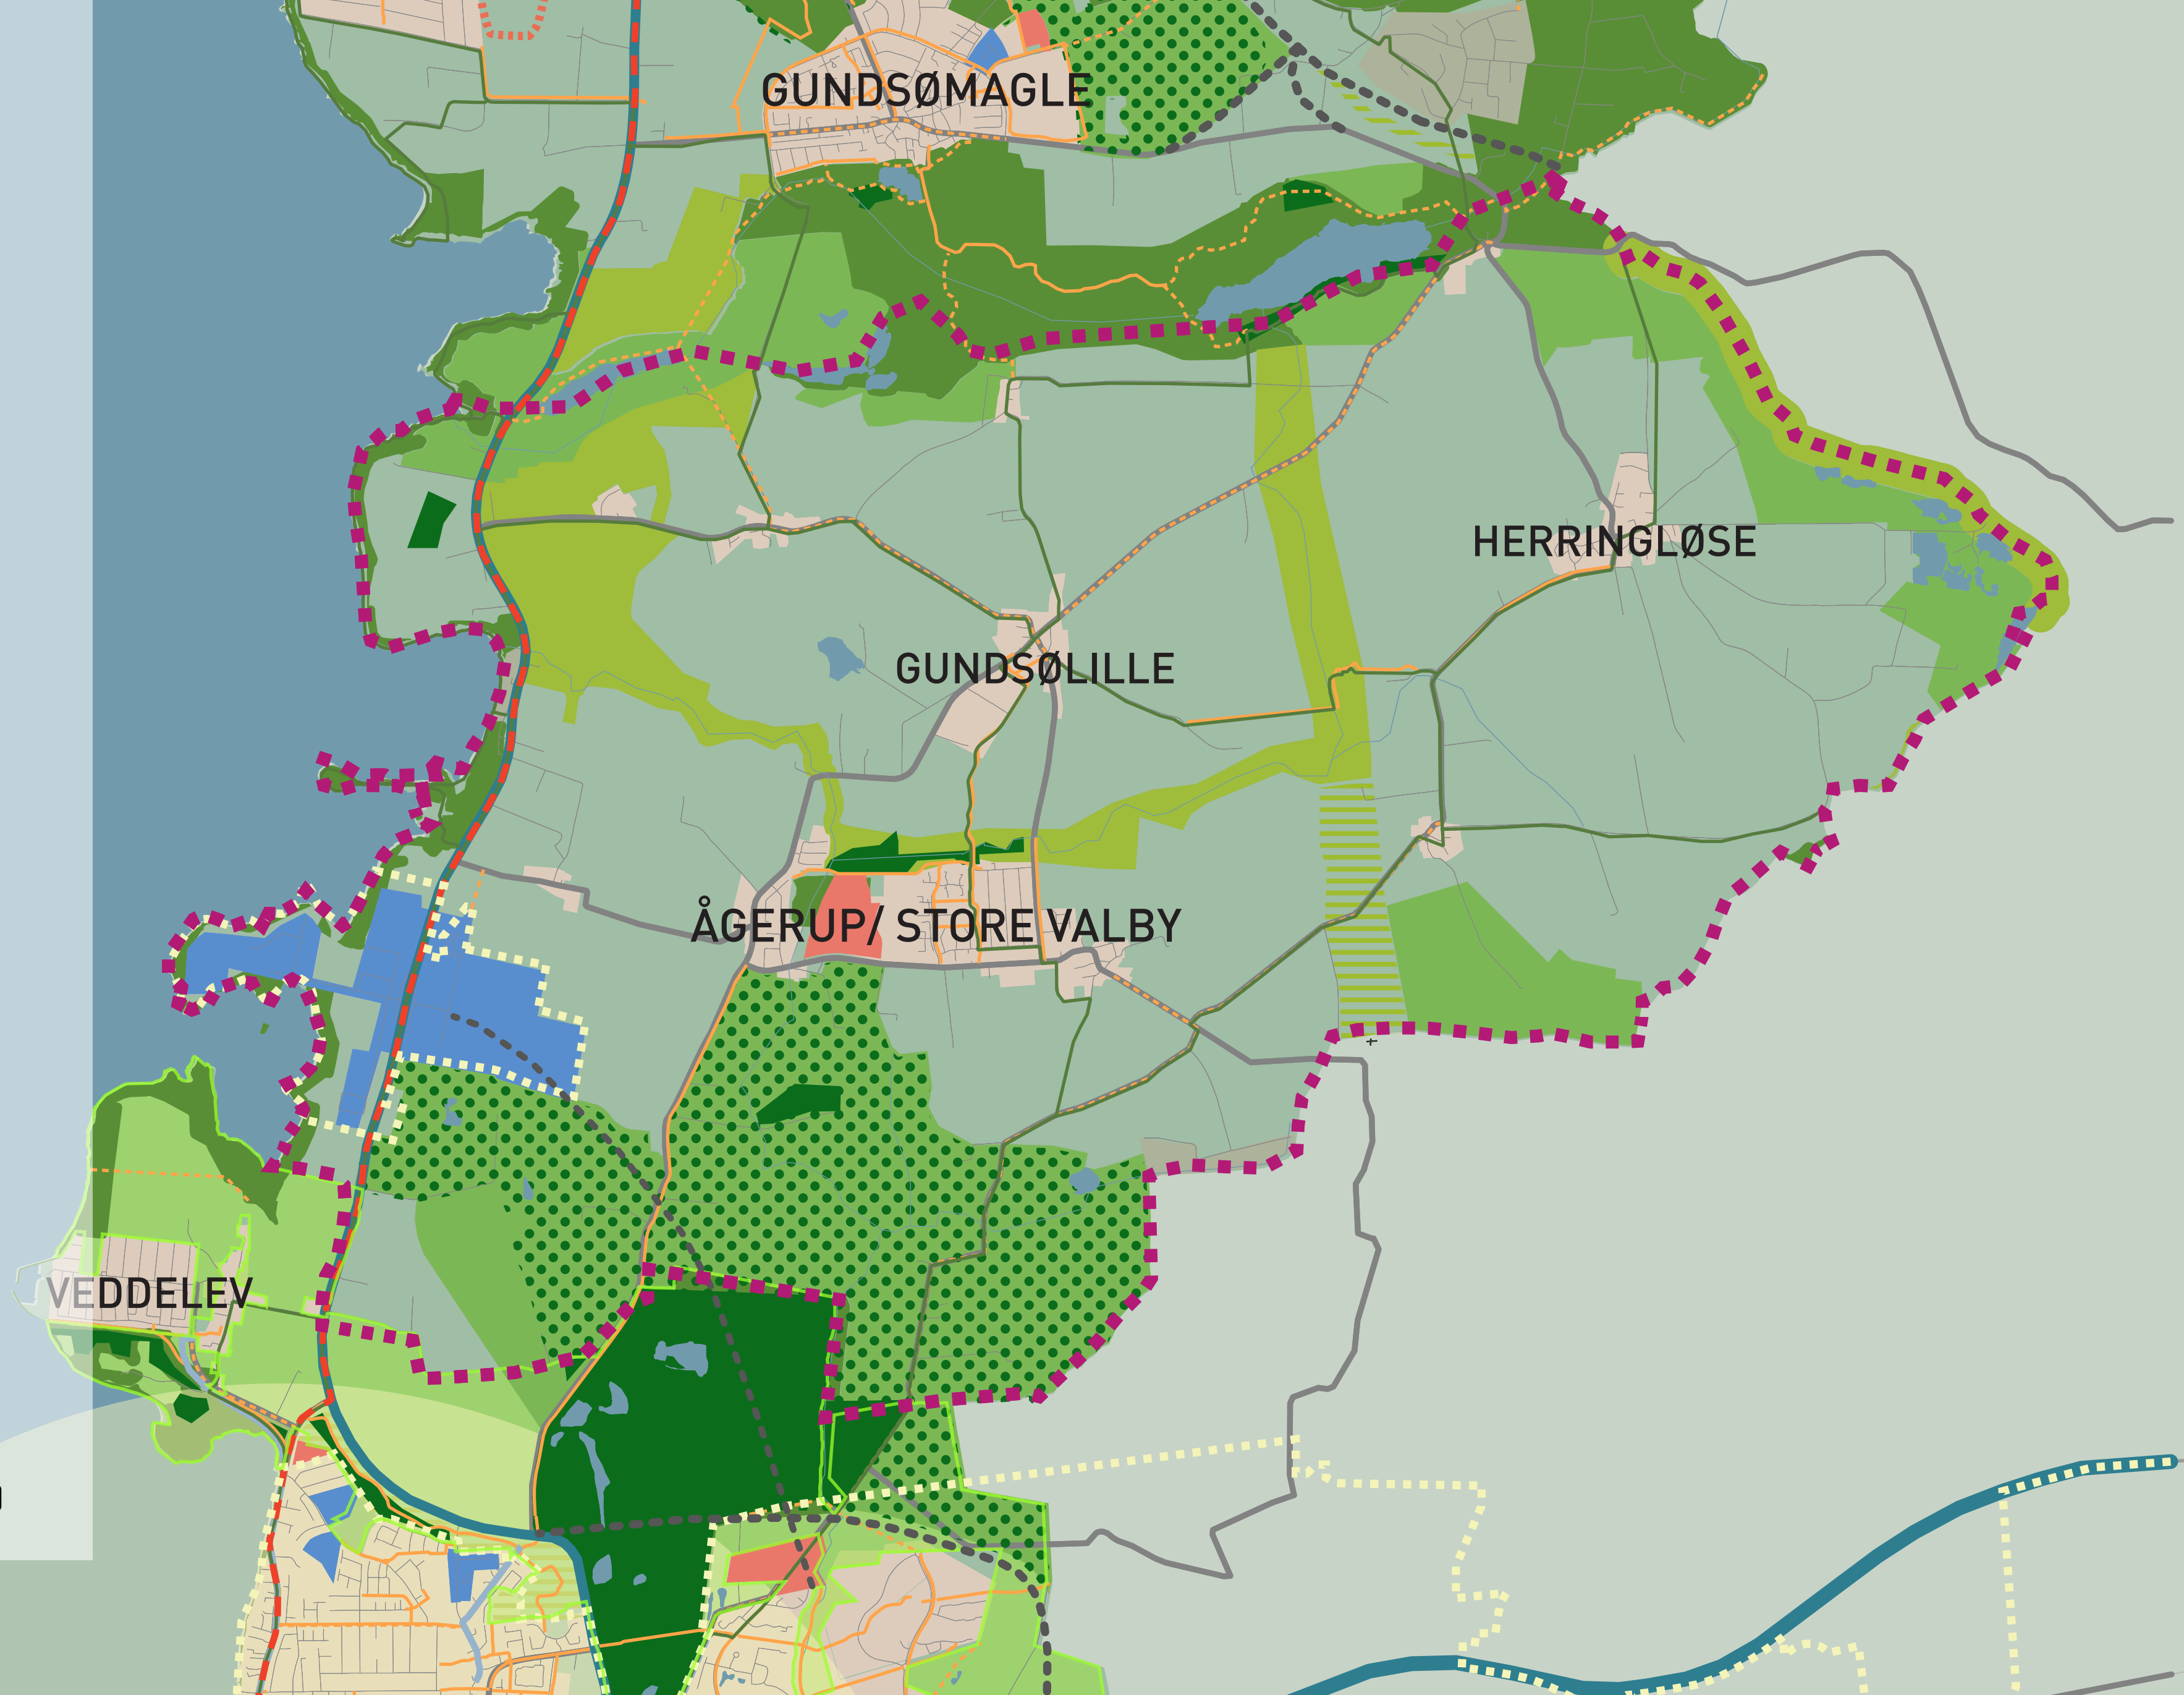 GUNDSØMAGLE
HERRINGLØSE
GUNDSØLILLE
ÅGERUP/ STORE VALBY
VEDDELEV